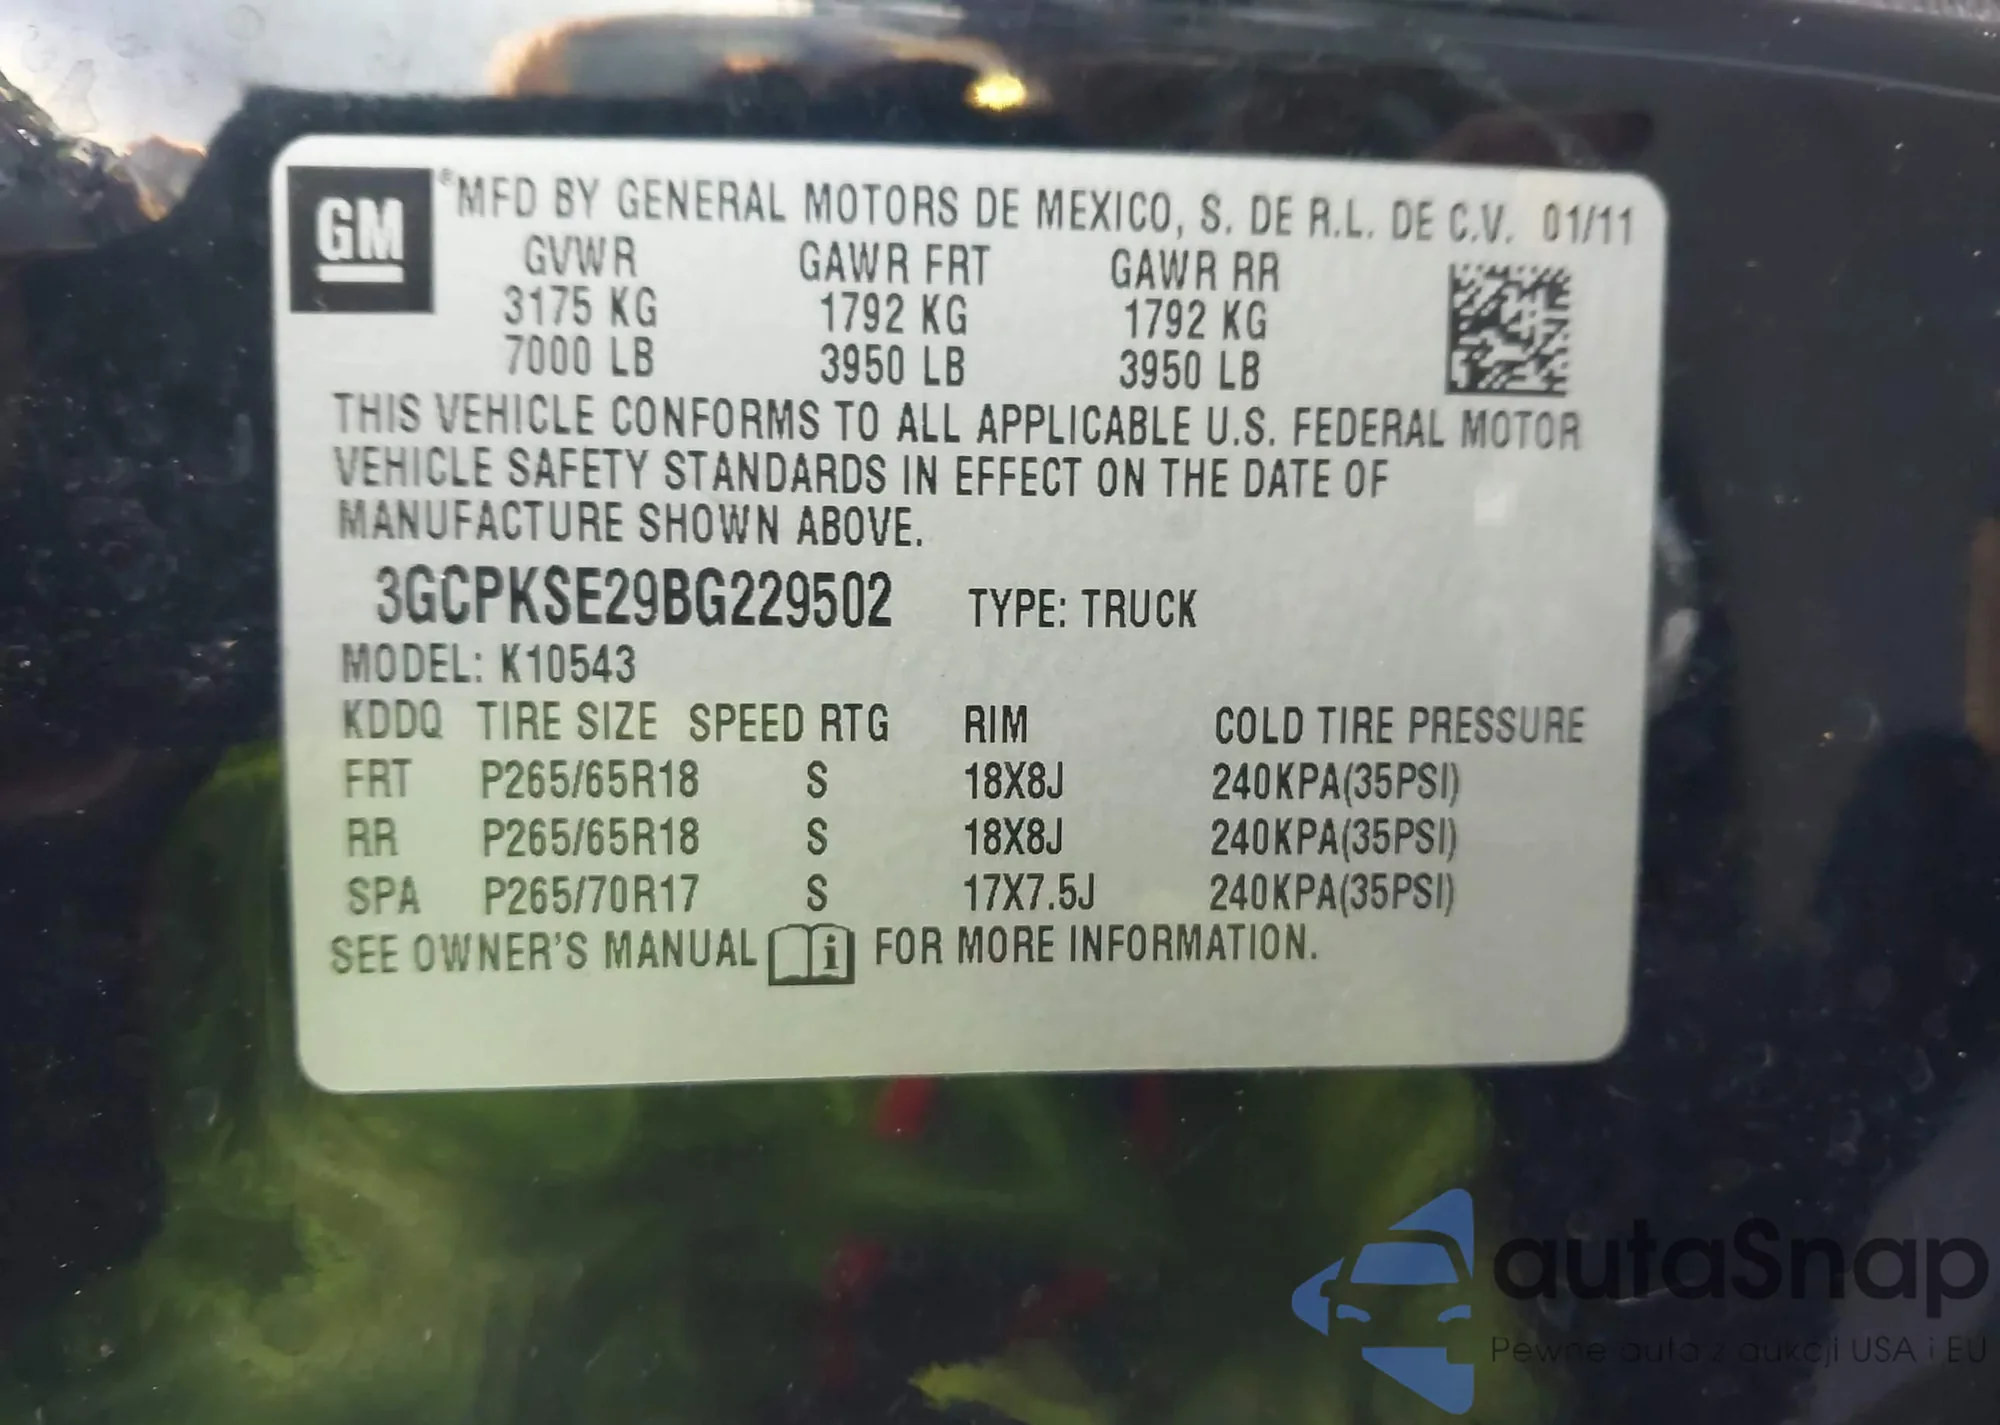 GM ®MFD BY GENERAL MOTORS DE MEXICO, S. DE R.L. DE C.V. 01/11
GVWR GAWR FRT GAWR RR
3175 KG 1792 KG 1792 KG
7000 LB 3950 LB 3950 LB
THIS VEHICLE CONFORMS TO ALL APPLICABLE U.S. FEDERAL MOTOR
VEHICLE SAFETY STANDARDS IN EFFECT ON THE DATE OF
MANUFACTURE SHOWN ABOVE.
3GCPKSE29BG229502 TYPE: TRUCK
MODEL: K10543
KDDQ TIRE SIZE SPEED RTG RIM COLD TIRE PRESSURE
FRT P265/65R18 S 18X8J 240KPA(35PSI)
RR P265/65R18 S 18X8J 240KPA(35PSI)
SPA P265/70R17 S 17X7.5J 240KPA(35PSI)
SEE OWNER'S MANUAL i FOR MORE INFORMATION.
autaSnap
Pewne auta z aukcji USA i EU